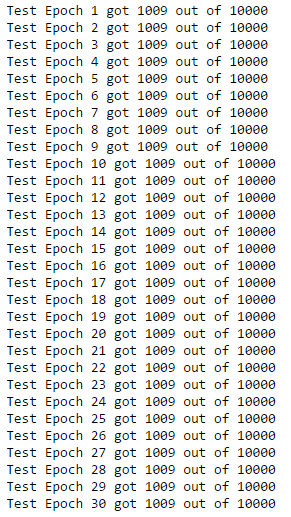 Test Epoch 1 got 1009 out of 10000
Test Epoch 2 got 1009 out of 10000
Test Epoch 3 got 1009 out of 10000
Test Epoch 4 got 1009 out of 10000
Test Epoch 5 got 1009 out of 10000
Test Epoch 6 got 1009 out of 10000
Test Epoch 7 got 1009 out of 10000
Test Epoch 8 got 1009 out of 10000
Test Epoch 9 got 1009 out of 10000
Test Epoch 10 got 1009 out of 10000
Test Epoch 11 got 1009 out of 10000
Test Epoch 12 got 1009 out of 10000
Test Epoch 13 got 1009 out of 10000
Test Epoch 14 got 1009 out of 10000
Test Epoch 15 got 1009 out of 10000
Test Epoch 16 got 1009 out of 10000
Test Epoch 17 got 1009 out of 10000
Test Epoch 18 got 1009 out of 10000
Test Epoch 19 got 1009 out of 10000
Test Epoch 20 got 1009 out of 10000
Test Epoch 21 got 1009 out of 10000
Test Epoch 22 got 1009 out of 10000
Test Epoch 23 got 1009 out of 10000
Test Epoch 24 got 1009 out of 10000
Test Epoch 25 got 1009 out of 10000
Test Epoch 26 got 1009 out of 10000
Test Epoch 27 got 1009 out of 10000
Test Epoch 28 got 1009 out of 10000
Test Epoch 29 got 1009 out of 10000
Test Epoch 30 got 1009 out of 10000